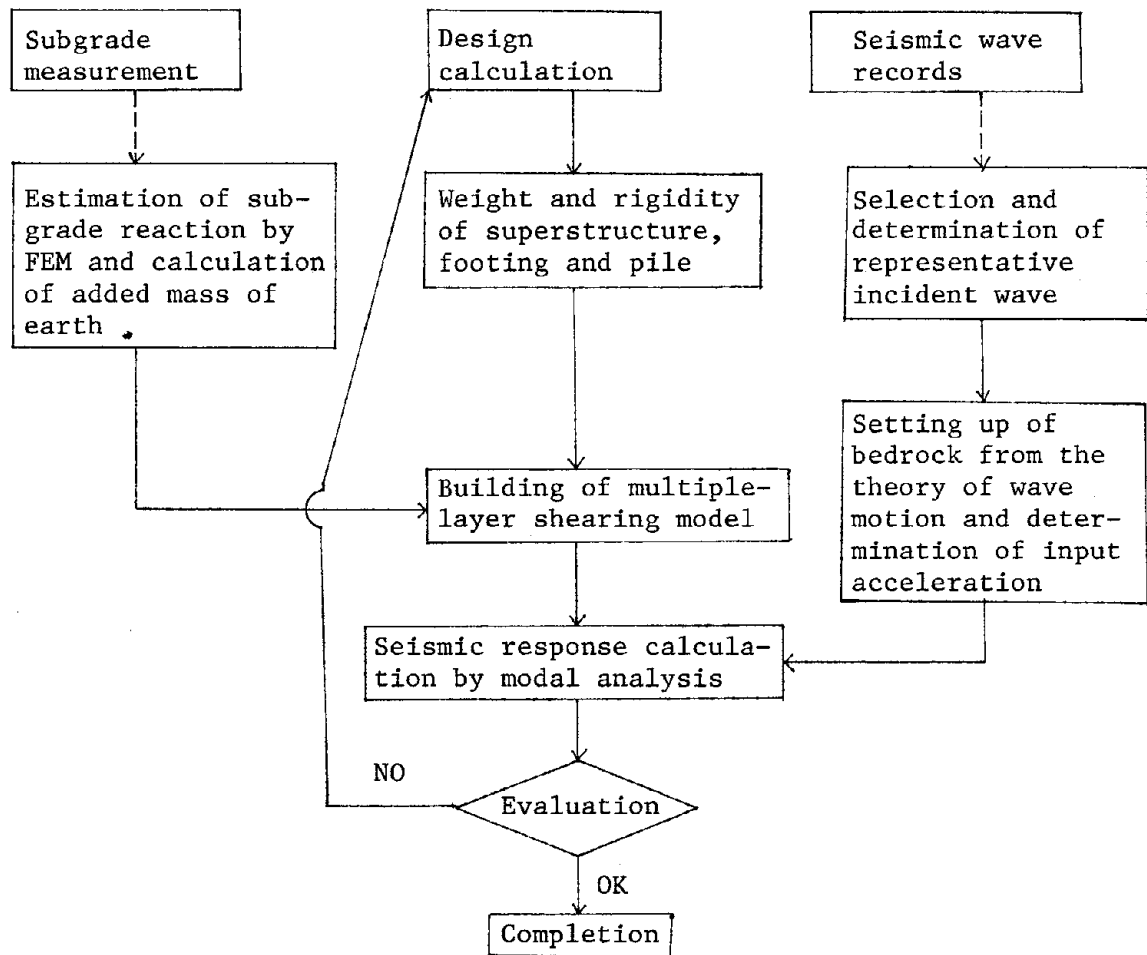 Subgrade
measurement
Design
calculation
Seismic wave
records
Estimation of sub-
grade reaction by
FEM and calculation
of added mass of
earth
Weight and rigidity
of superstructure,
footing and pile
Selection and
determination of
representative
incident wave
Setting up of
bedrock from the
theory of wave
motion and deter-
mination of input
acceleration
Building of multiple-
layer shearing model
Seismic response calcula-
tion by modal analysis
NO
Evaluation
OK
Completion